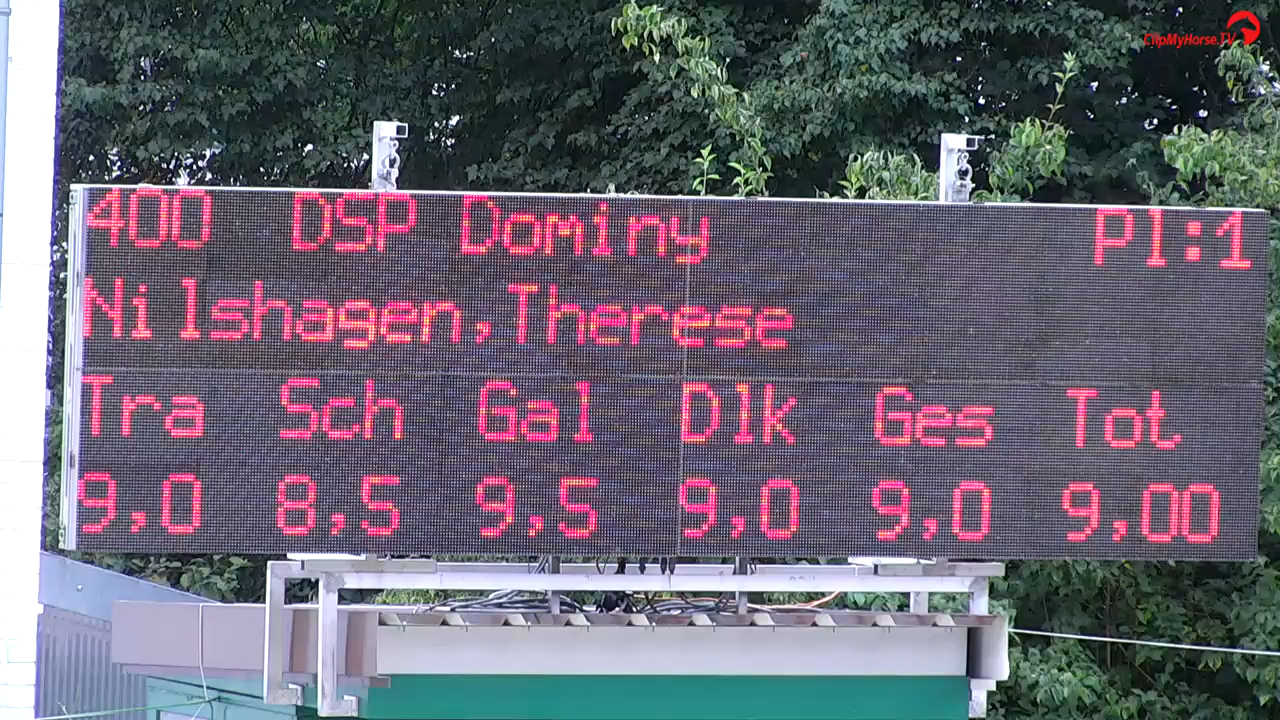 ClipMyHorse.TV
400 DSP Dominy Pl:1
Nilshagen,Therese
Tra Sch Gal Dlk Ges Tot
9,0 8,5 9,5 9,0 9,0 9,00